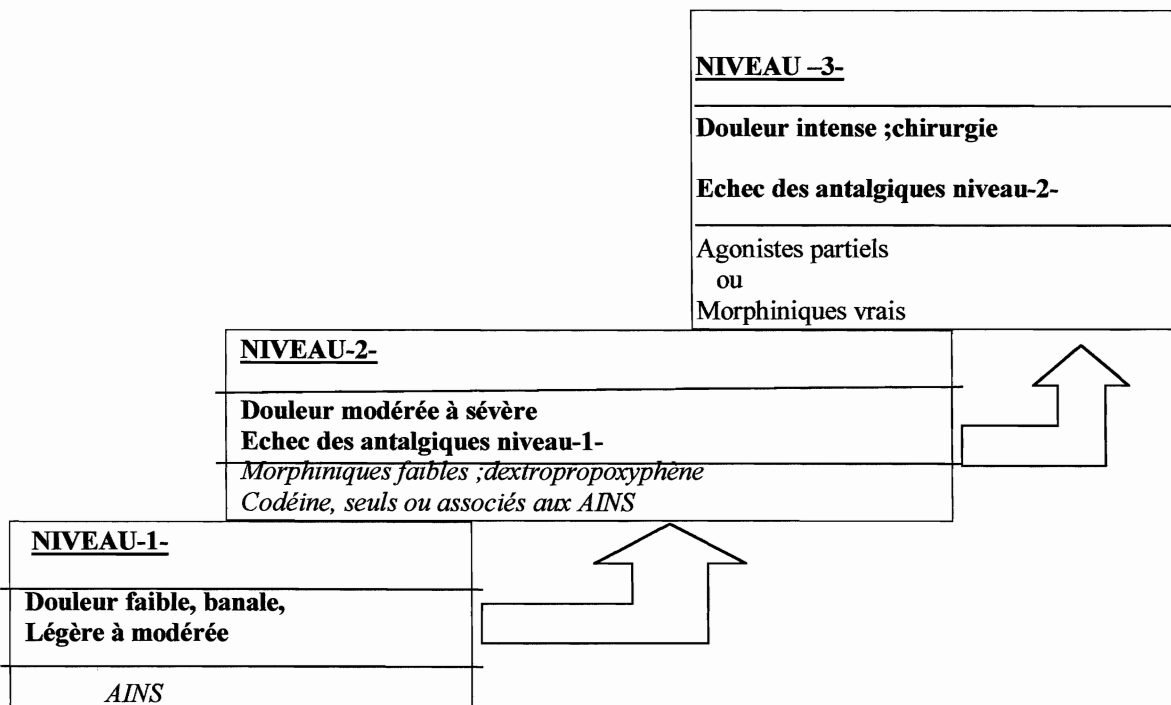 NIVEAU –3-
Douleur intense ;chirurgie
Echec des antalgiques niveau-2-
Agonistes partiels
ou
Morphiniques vrais
NIVEAU-2-
Douleur modérée à sévère
Echec des antalgiques niveau-1-
Morphiniques faibles ;dextropropoxyphène
Codéine, seuls ou associés aux AINS
NIVEAU-1-
Douleur faible, banale,
Légère à modérée
AINS